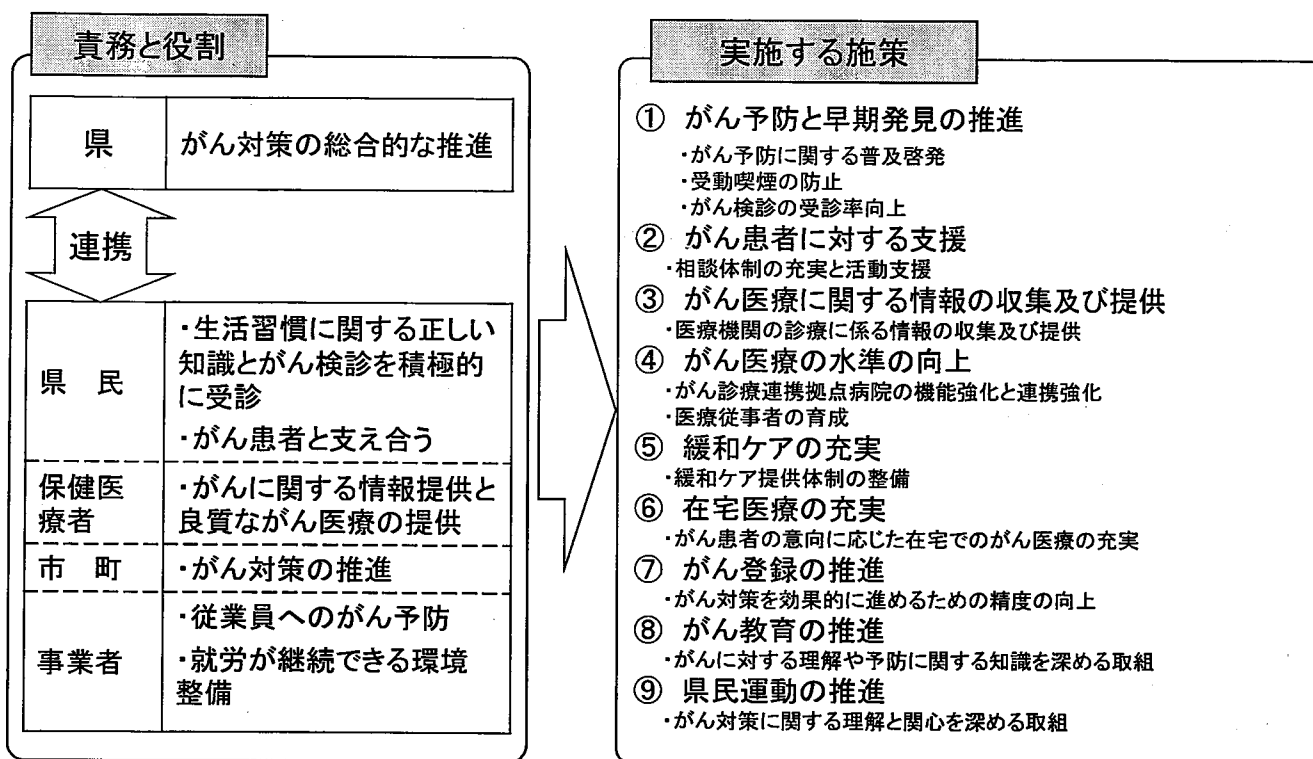 責務と役割
県
がん対策の総合的な推進
連携
県 民
・生活習慣に関する正しい
知識とがん検診を積極的
に受診
・がん患者と支え合う
保健医
療者
・がんに関する情報提供と
良質ながん医療の提供
市 町
・がん対策の推進
事業者
・従業員へのがん予防
・就労が継続できる環境
整備
実施する施策
① がん予防と早期発見の推進
・がん予防に関する普及啓発
・受動喫煙の防止
・がん検診の受診率向上
② がん患者に対する支援
・相談体制の充実と活動支援
③ がん医療に関する情報の収集及び提供
・医療機関の診療に係る情報の収集及び提供
④ がん医療の水準の向上
・がん診療連携拠点病院の機能強化と連携強化
・医療従事者の育成
⑤ 緩和ケアの充実
・緩和ケア提供体制の整備
⑥ 在宅医療の充実
・がん患者の意向に応じた在宅でのがん医療の充実
⑦ がん登録の推進
・がん対策を効果的に進めるための精度の向上
⑧ がん教育の推進
・がんに対する理解や予防に関する知識を深める取組
⑨ 県民運動の推進
・がん対策に関する理解と関心を深める取組